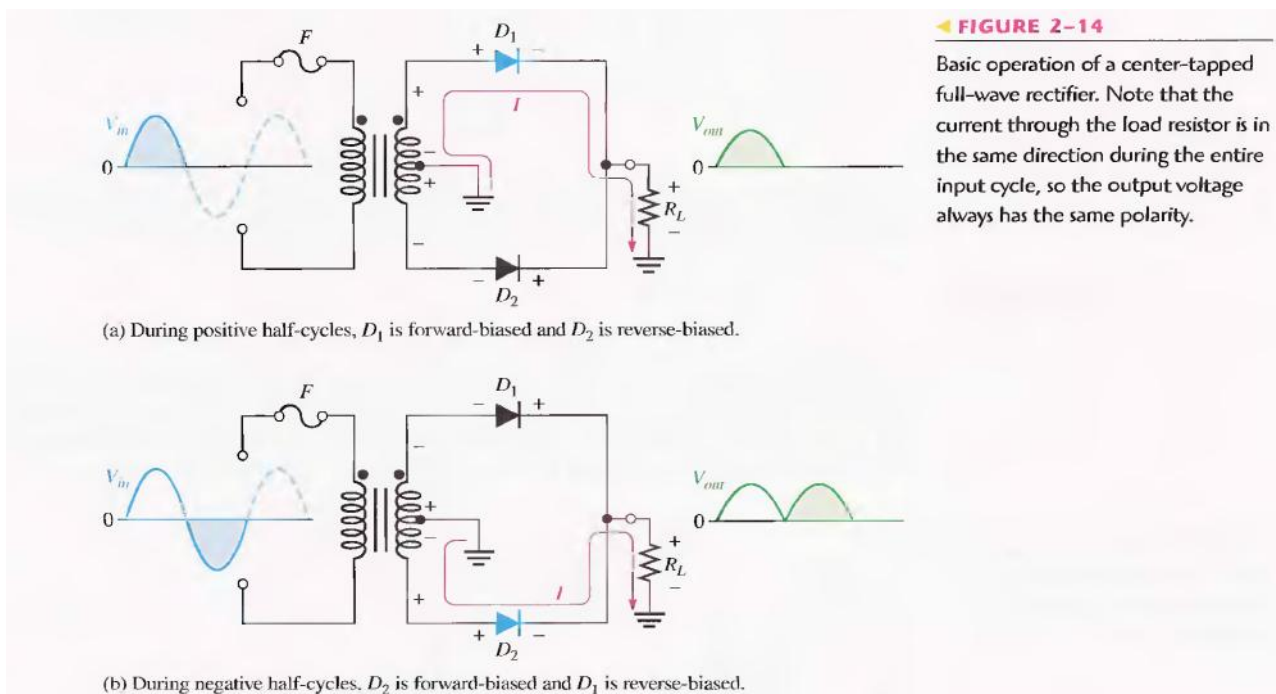 FIGURE 2–14
Basic operation of a center-tapped
full-wave rectifier. Note that the
current through the load resistor is in
the same direction during the entire
input cycle, so the output voltage
always has the same polarity.
F
D1
+ –
Vin
0
+
I
–
+
–
Vout
0
+
RL
–
– +
D2
(a) During positive half-cycles, D1 is forward-biased and D2 is reverse-biased.
F
D1
– +
Vin
0
–
+
–
+
I
Vout
0
+
RL
–
+ –
D2
(b) During negative half-cycles. D2 is forward-biased and D1 is reverse-biased.